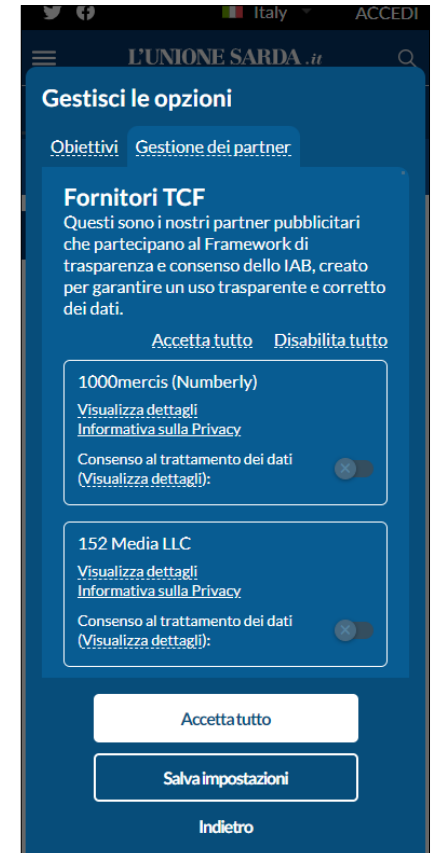 Italy
ACCEDI
L'UNIONE SARDA.it
Gestisci le opzioni
Obiettivi Gestione dei partner
Fornitori TCF
Questi sono i nostri partner pubblicitari
che partecipano al Framework di
trasparenza e consenso dello IAB, creato
per garantire un uso trasparente e corretto
dei dati.
Accetta tutto Disabilita tutto
1000mercis (Numberly)
Visualizza dettagli
Informativa sulla Privacy
Consenso al trattamento dei dati
(Visualizza dettagli):
152 Media LLC
Visualizza dettagli
Informativa sulla Privacy
Consenso al trattamento dei dati
(Visualizza dettagli):
Accetta tutto
Salva impostazioni
Indietro